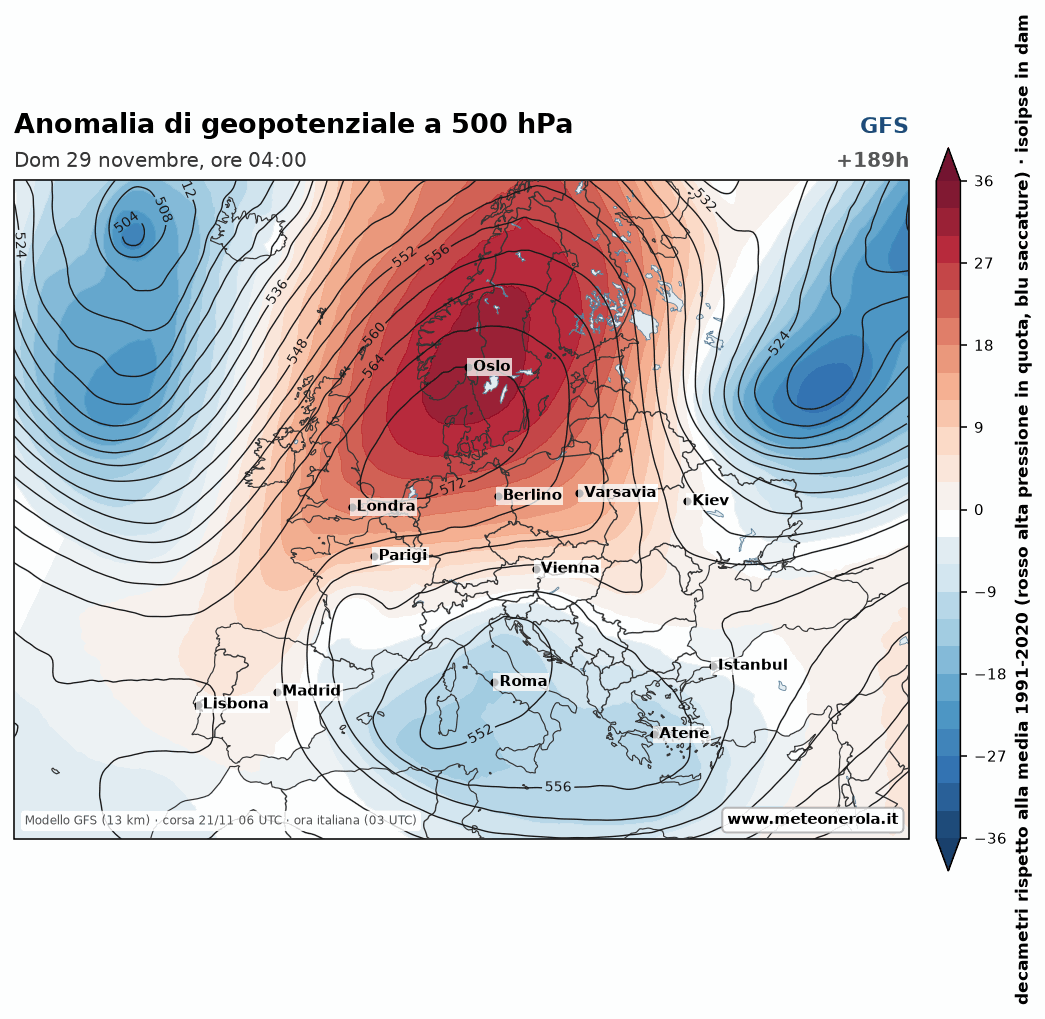 Anomalia di geopotenziale a 500 hPa
GFS
Dom 29 novembre, ore 04:00
+189h
524
504
508
12
532
552
556
536
548
560
564
524
572
552
556
Oslo
Londra
Berlino
Varsavia
Kiev
Parigi
Vienna
Istanbul
Madrid
Lisbona
Roma
Atene
Modello GFS (13 km) · corsa 21/11 06 UTC · ora italiana (03 UTC)
www.meteonerola.it
36
27
18
9
0
−9
−18
−27
−36
decametri rispetto alla media 1991-2020 (rosso alta pressione in quota, blu saccature) · isoipse in dam